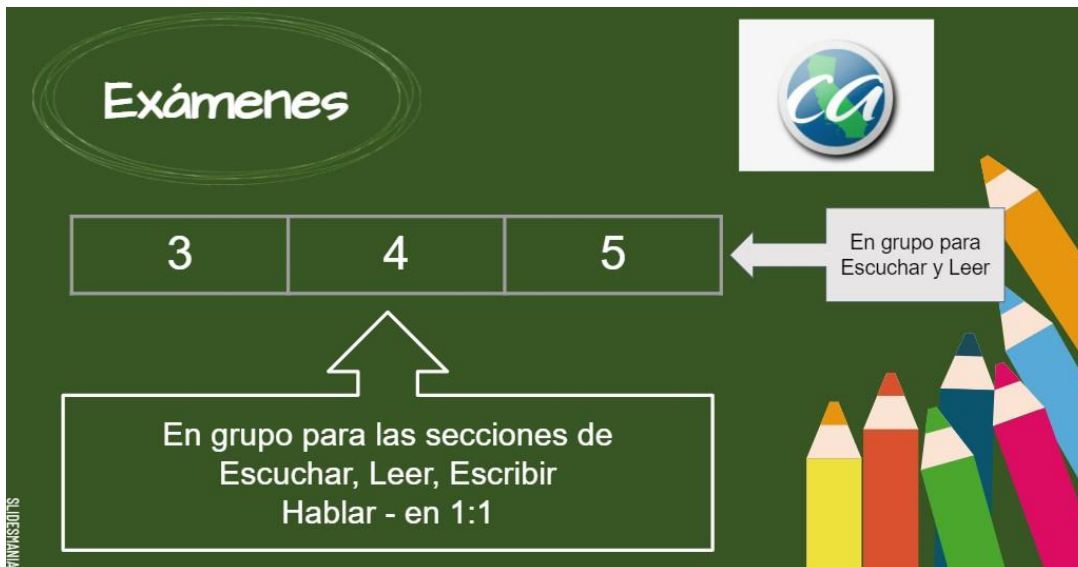 Exámenes
ca
3 4 5
En grupo para
Escuchar y Leer
En grupo para las secciones de
Escuchar, Leer, Escribir
Hablar - en 1:1
SLIDESMANIA